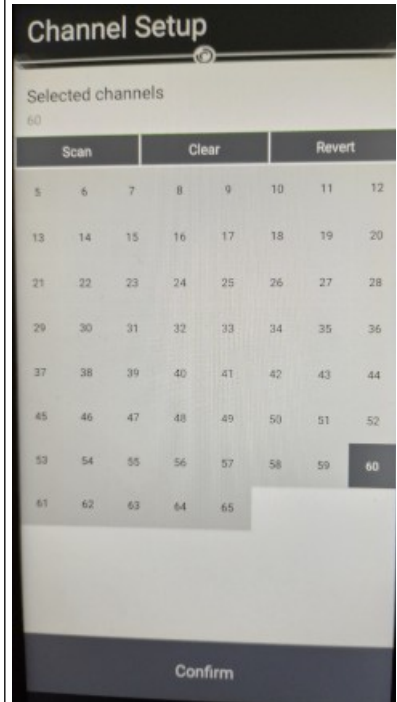 Channel Setup
Selected channels
60
Scan Clear Revert
5 6 7 8 9 10 11 12
13 14 15 16 17 18 19 20
21 22 23 24 25 26 27 28
29 30 31 32 33 34 35 36
37 38 39 40 41 42 43 44
45 46 47 48 49 50 51 52
53 54 55 56 57 58 59 60
61 62 63 64 65
Confirm